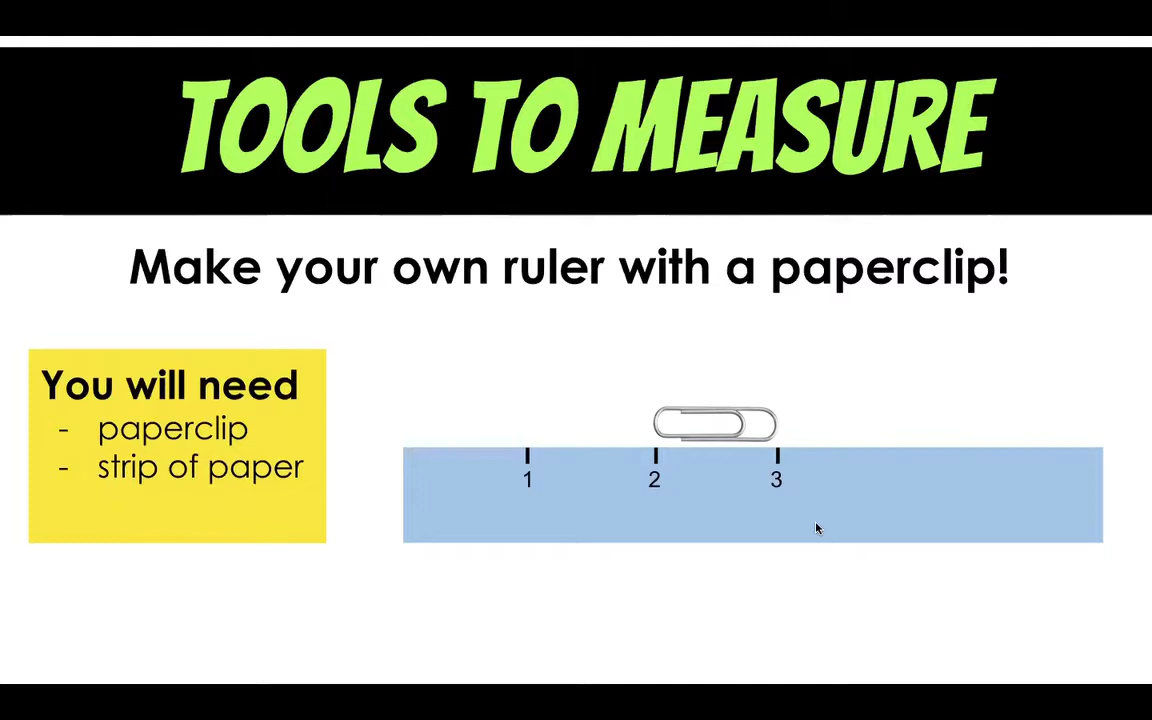 TOOLS TO MEASURE
Make your own ruler with a paperclip!
You will need
- paperclip
- strip of paper
1 2 3